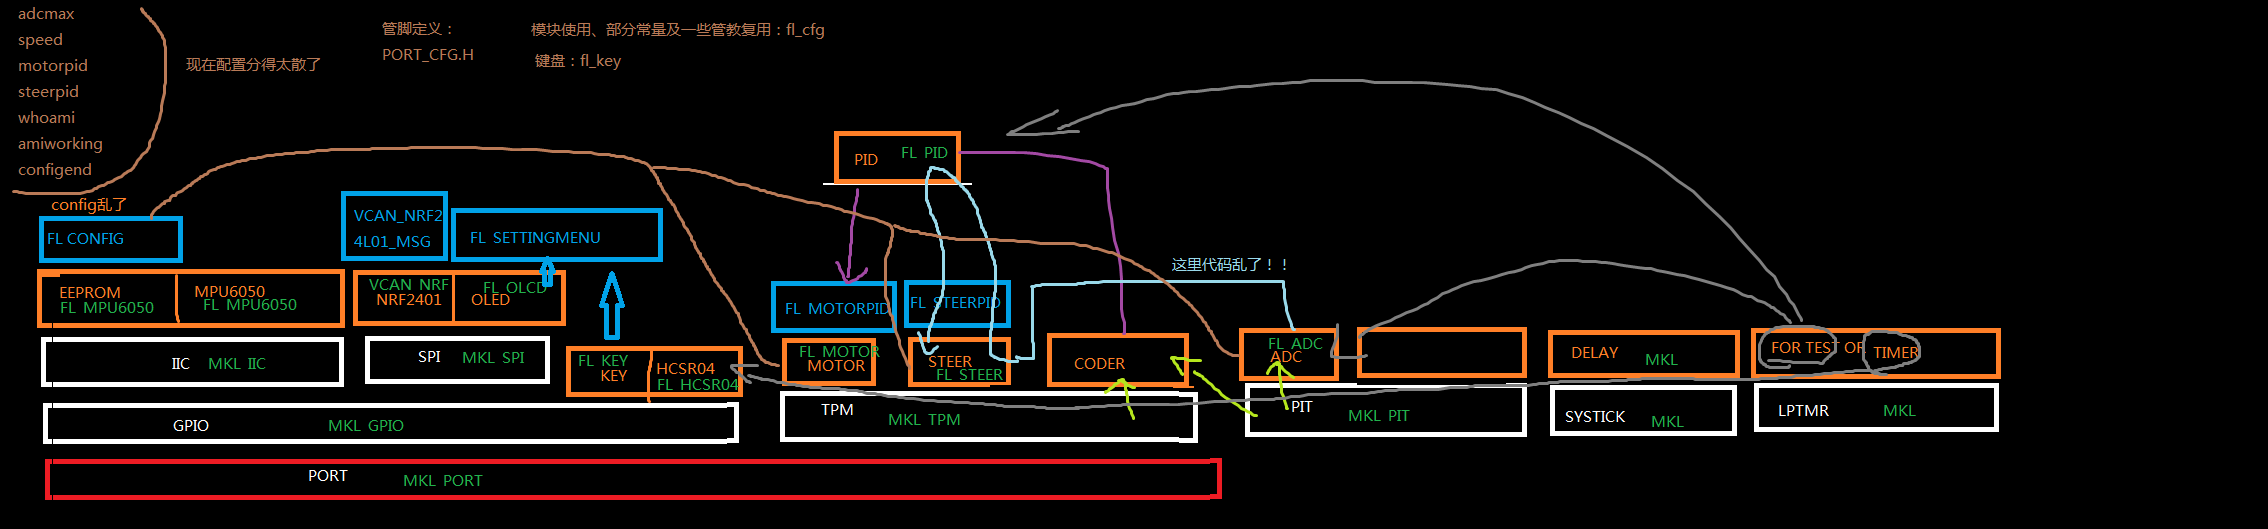 adcmax
speed
motorpid
steerpid
whoami
amiworking
configend
现在配置分得太散了
管脚定义：
PORT_CFG.H
模块使用、部分常量及一些管教复用：fl_cfg
键盘：fl_key
config乱了
FL CONFIG
VCAN_NRF2
4L01_MSG
FL SETTINGMENU
PID
FL PID
这里代码乱了！！
EEPROM
FL MPU6050
MPU6050
FL MPU6050
VCAN NRF
NRF2401
FL OLCD
OLED
FL MOTORPID
FL STEERPID
IIC
MKL IIC
SPI
MKL SPI
FL KEY
KEY
HCSR04
FL HCSR04
FL MOTOR
MOTOR
STEER
FL STEER
CODER
FL ADC
ADC
DELAY
MKL
FOR TEST OR
TIMER
GPIO
MKL GPIO
TPM
MKL TPM
PIT
MKL PIT
SYSTICK
MKL
LPTMR
MKL
PORT
MKL PORT